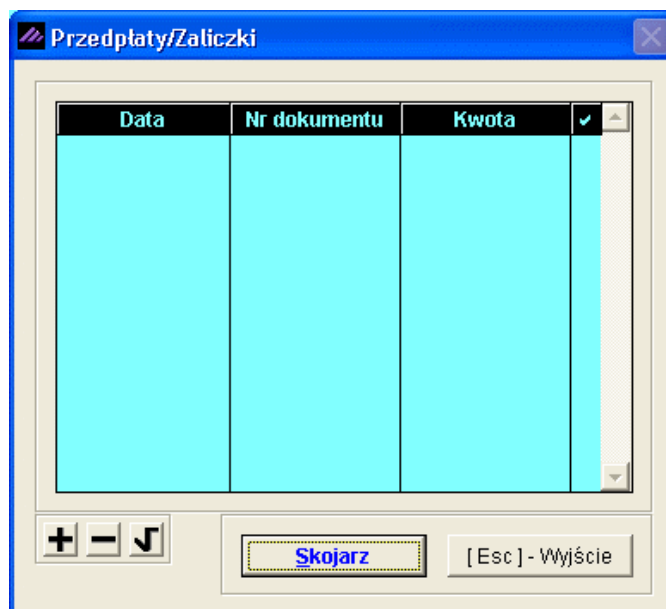 Przedpłaty/Zaliczki
Data Nr dokumentu Kwota
Skojarz [ Esc ] - Wyjście